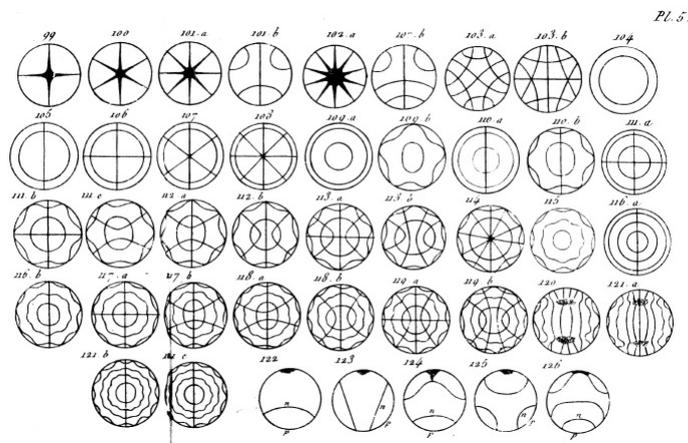 Pl. 5.
99 100 101.a 101.b 102.a 102.b 103.a 103.b 104
105 106 107 108 109.a 109.b 110.a 110.b 111.a
111.b 111.c 112.a 112.b 113.a 113.b 114 115 116.a
116.b 117.a 117.b 118.a 118.b 119.a 119.b 120 121.a
121.b 121.c 122 123 124 125 126
n n n n n
P P P P P